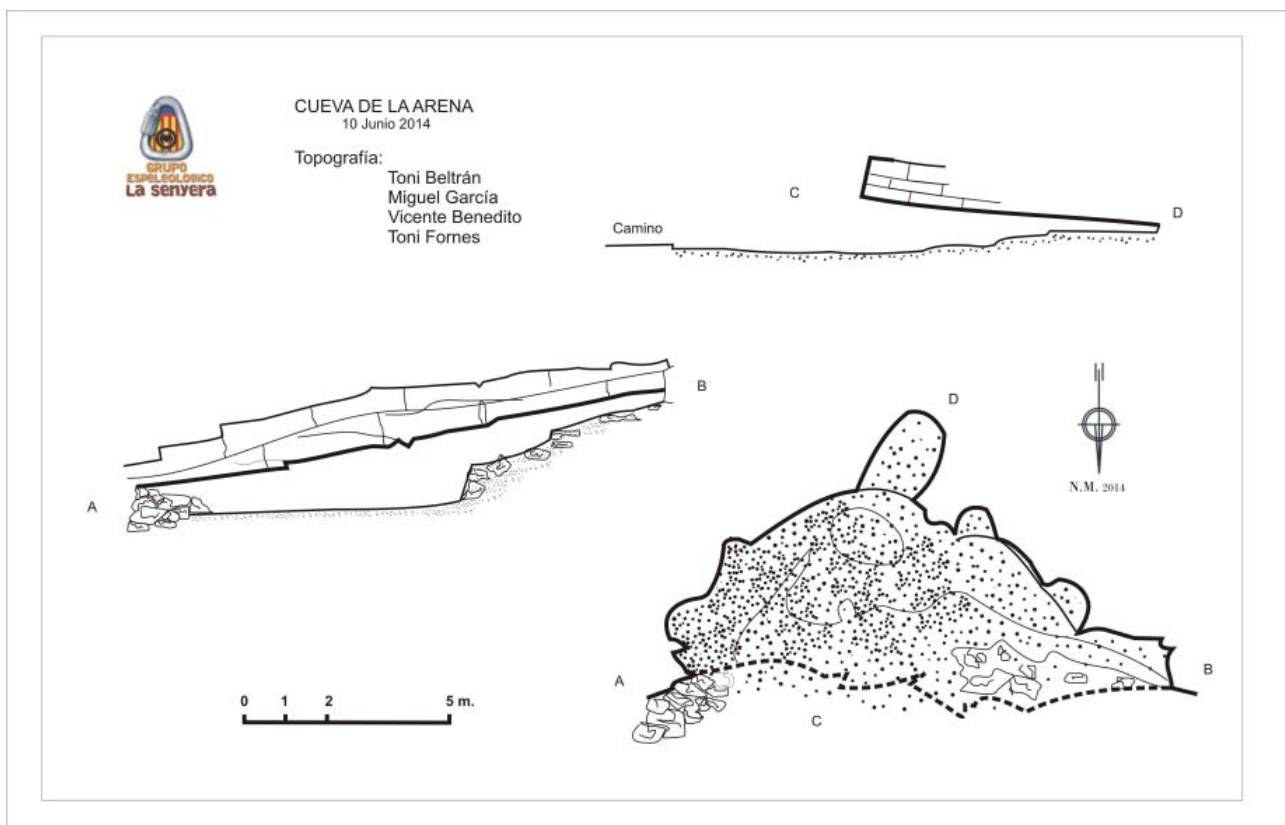 GRUPO
ESPELEOLOGICO
LA SENYERA
CUEVA DE LA ARENA
10 Junio 2014
Topografía:
Toni Beltrán
Miguel García
Vicente Benedito
Toni Fornes
C
D
Camino
A
B
D
N.M. 2014
A
B
C
0 1 2 5 m.